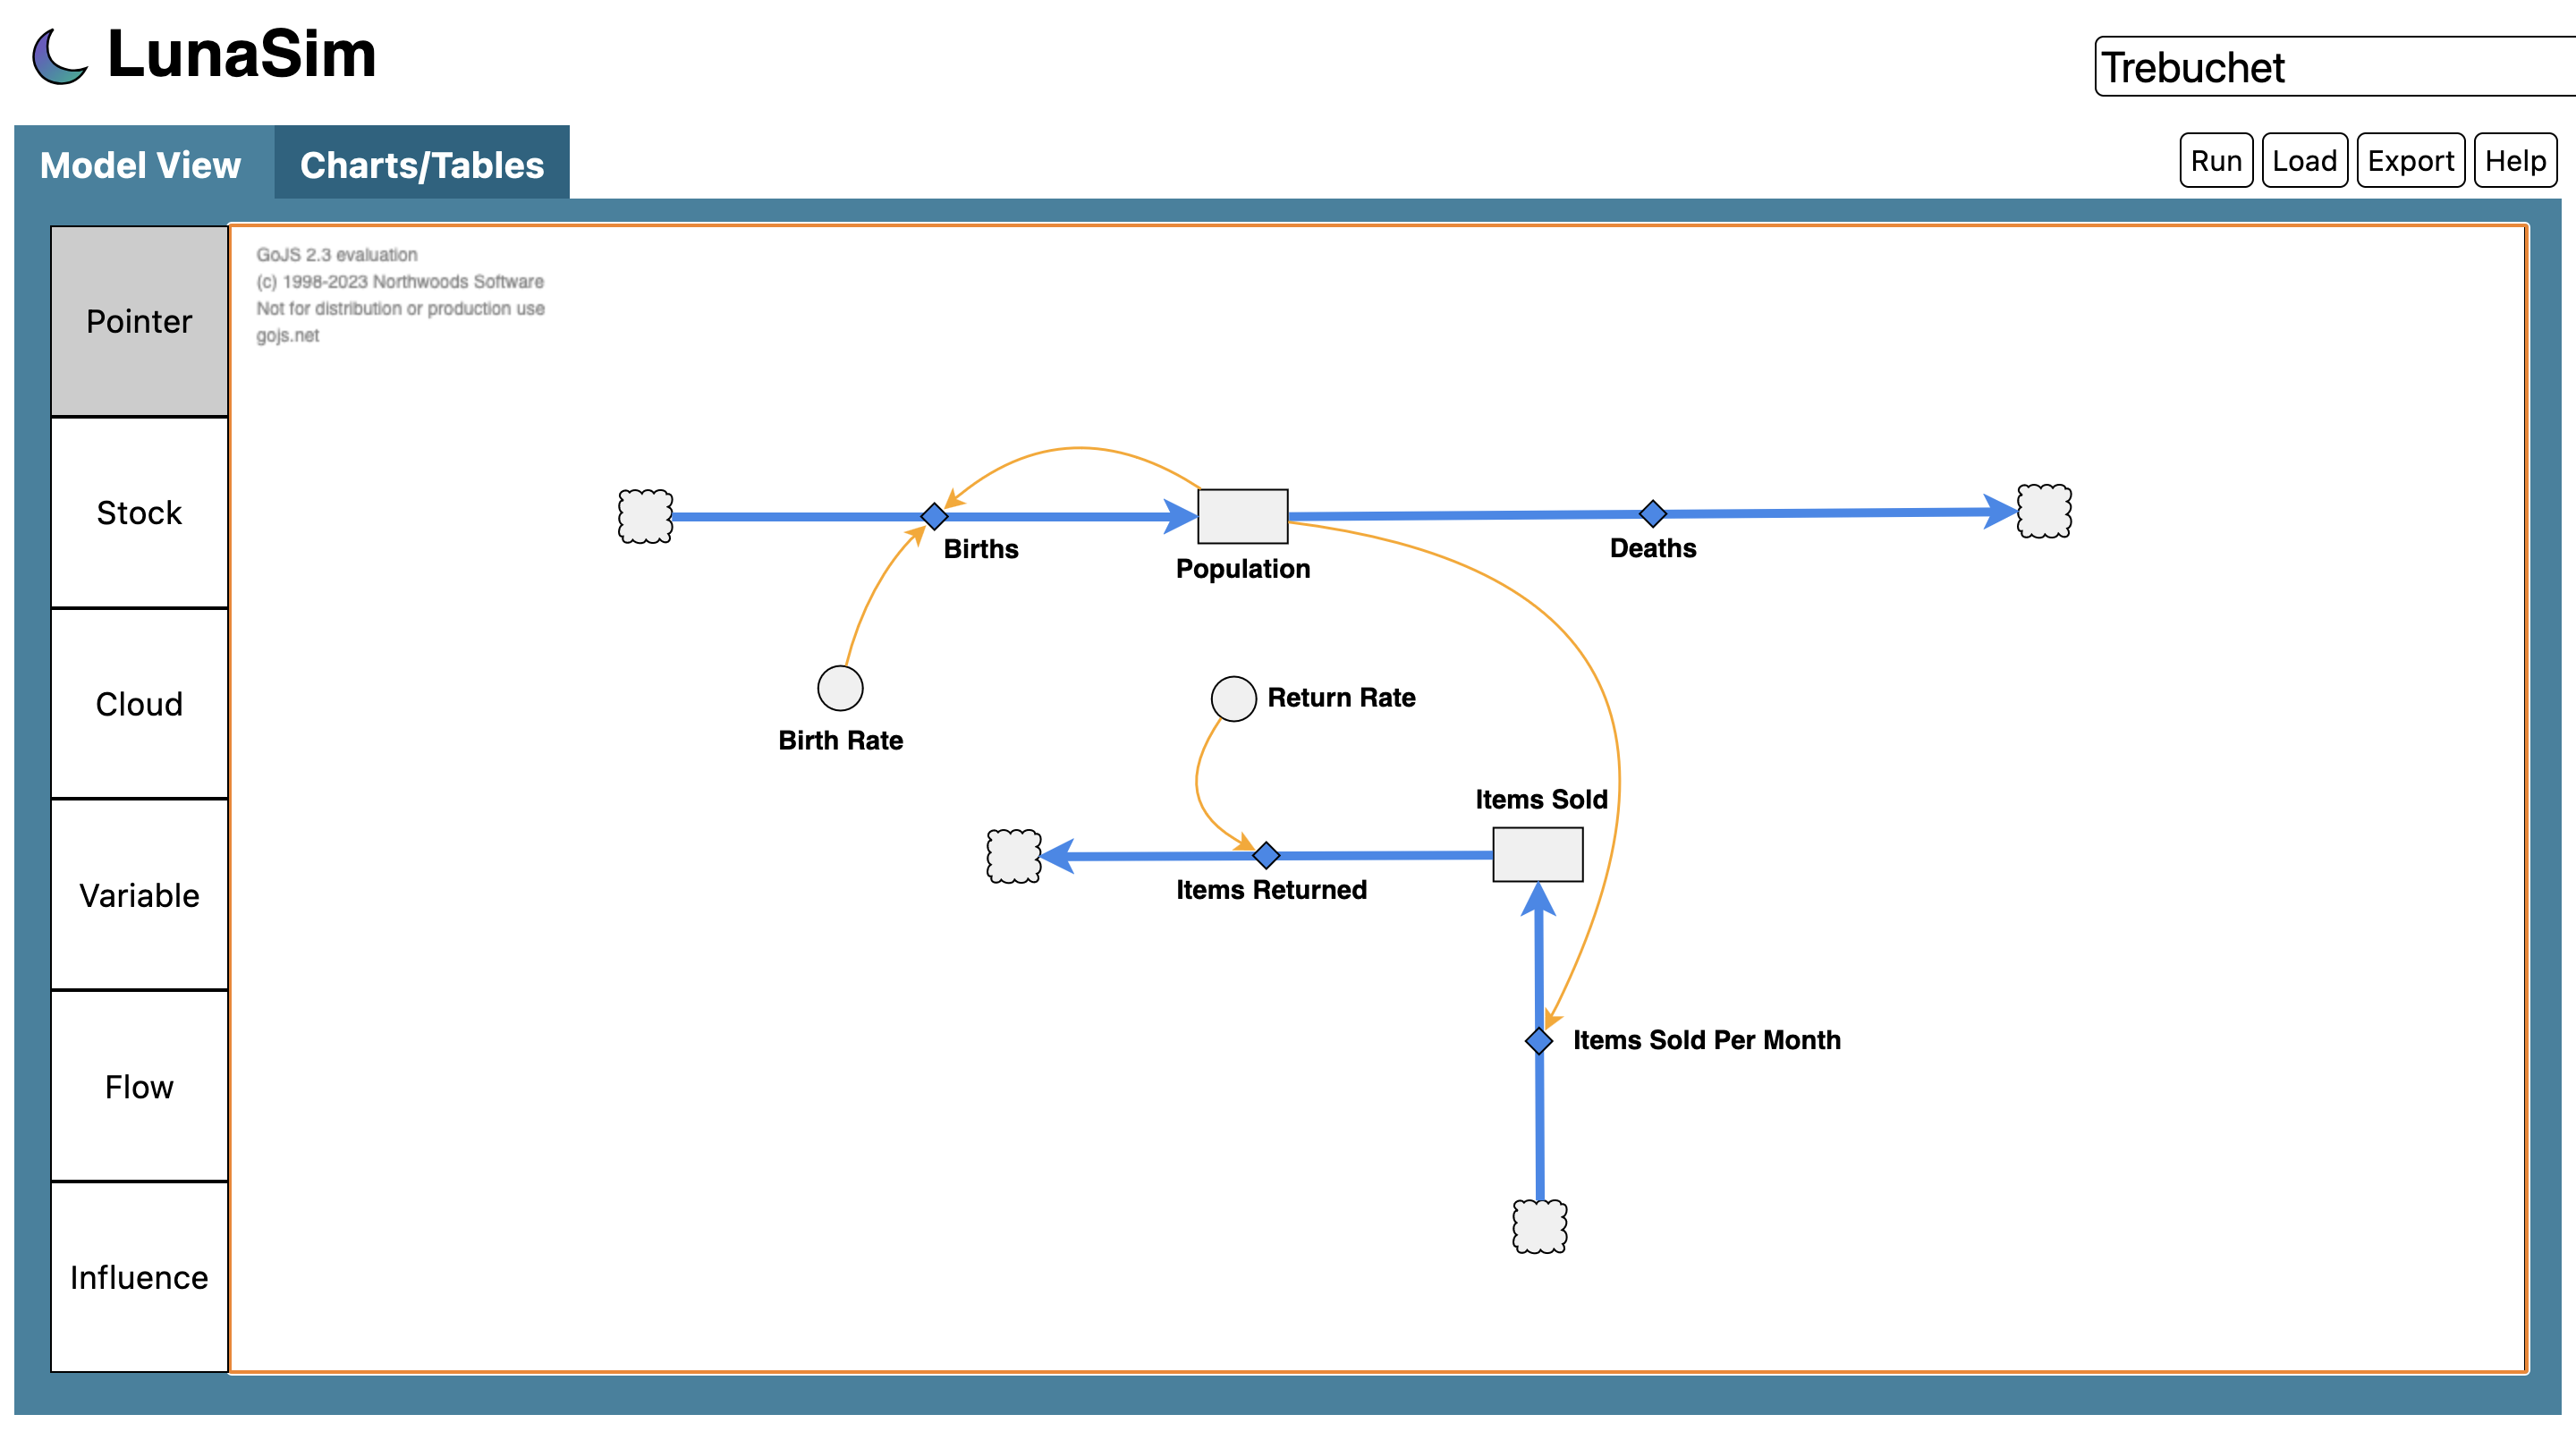 LunaSim
Trebuchet
Model View
Charts/Tables
Run
Load
Export
Help
Pointer
Stock
Cloud
Variable
Flow
Influence
GoJS 2.3 evaluation
(c) 1998-2023 Northwoods Software
Not for distribution or production use
gojs.net
Births
Population
Deaths
Birth Rate
Return Rate
Items Sold
Items Returned
Items Sold Per Month